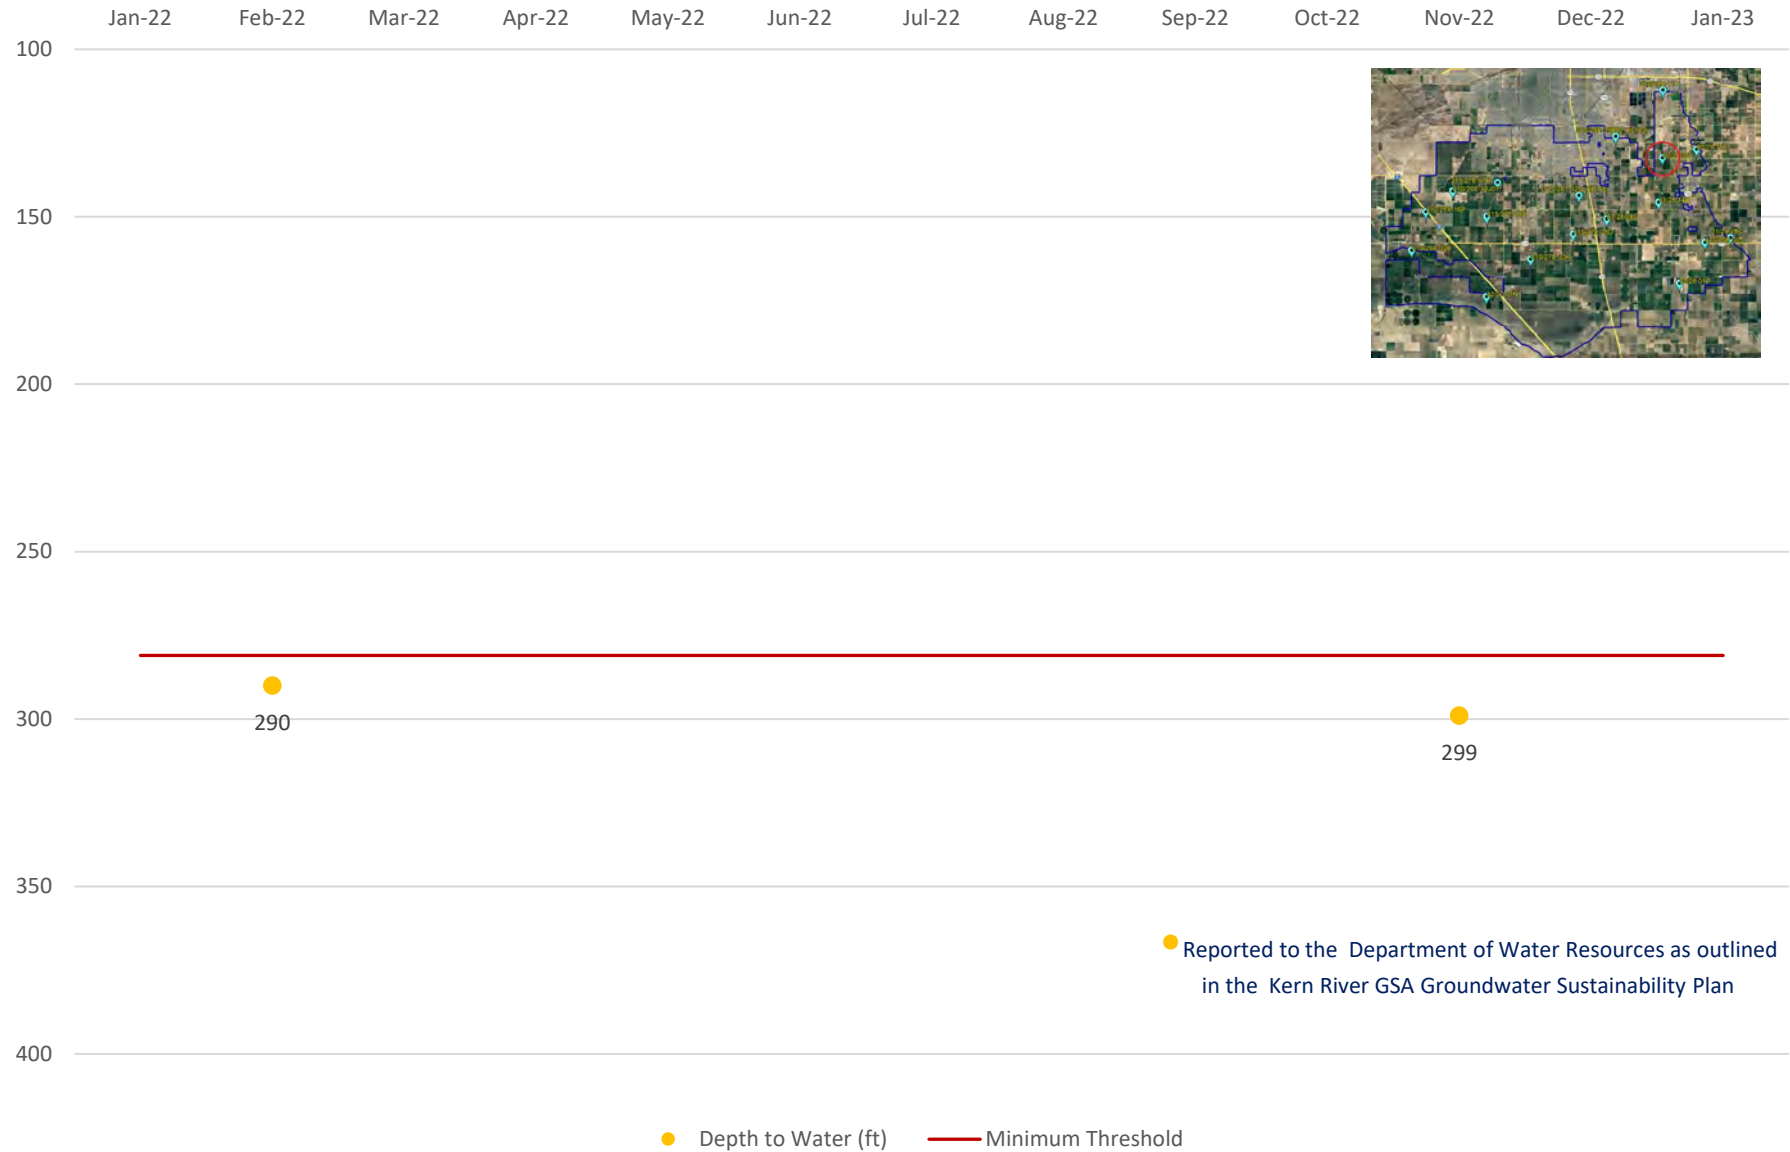 Jan-22 Feb-22 Mar-22 Apr-22 May-22 Jun-22 Jul-22 Aug-22 Sep-22 Oct-22 Nov-22 Dec-22 Jan-23
100
150
200
250
290
300
299
350
Reported to the Department of Water Resources as outlined
in the Kern River GSA Groundwater Sustainability Plan
400
Depth to Water (ft) Minimum Threshold